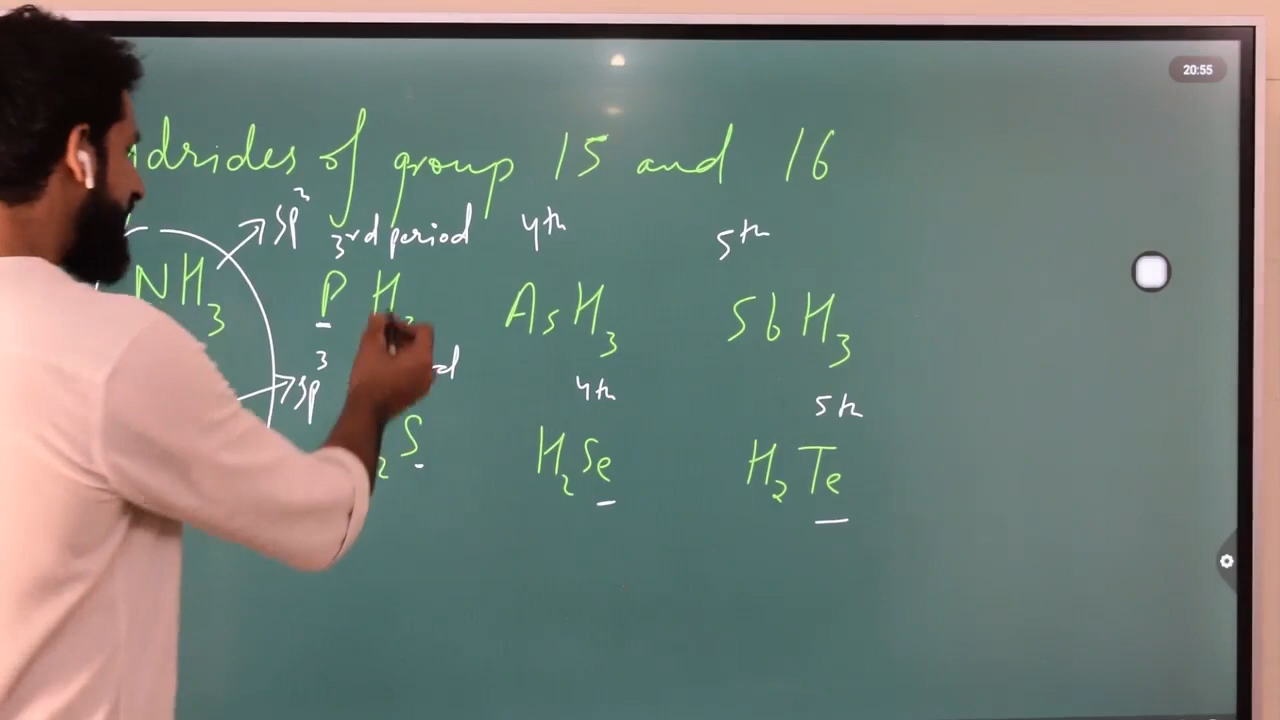 20:55
of group 15 and 16
sp³ 3rd period 4th 5th
NH₃ PH₃ AsH₃ SbH₃
sp³ 4th 5th
₂S H₂Se H₂Te